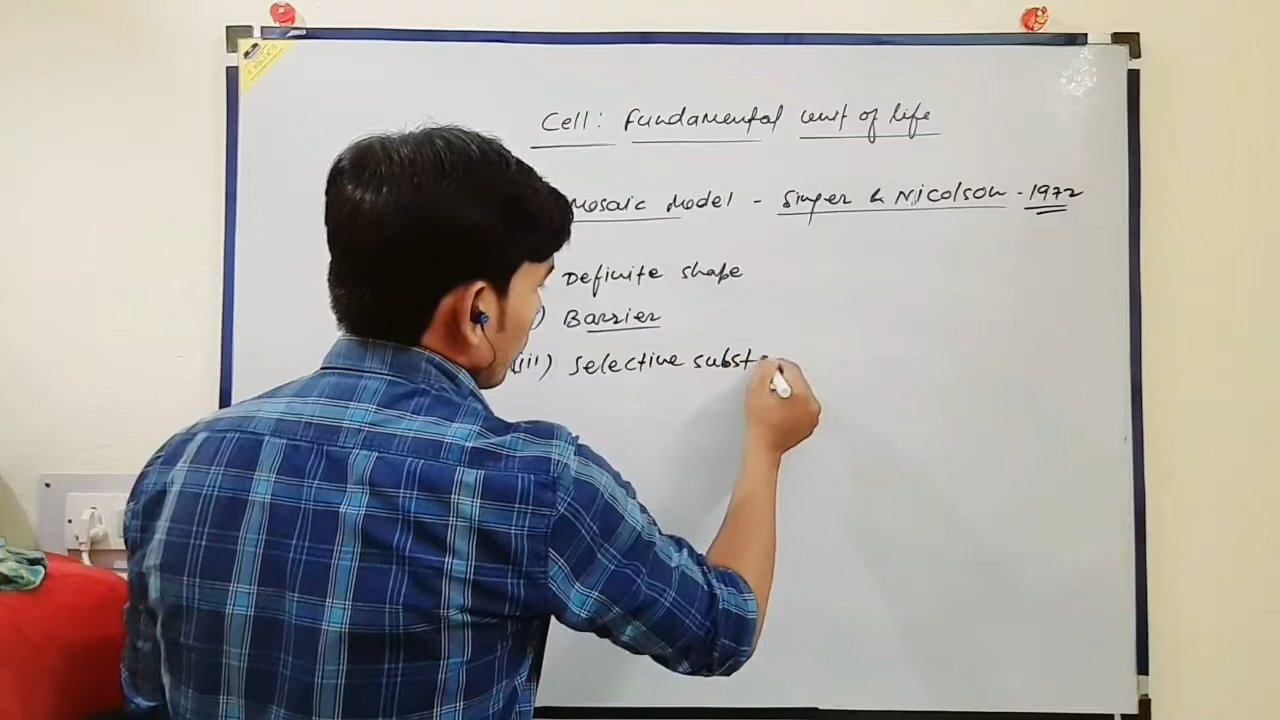 Cell: Fundamental unit of life
Mosaic Model - Singer & Nicolson - 1972
Definite shape
) Barrier
(iii) Selective subst